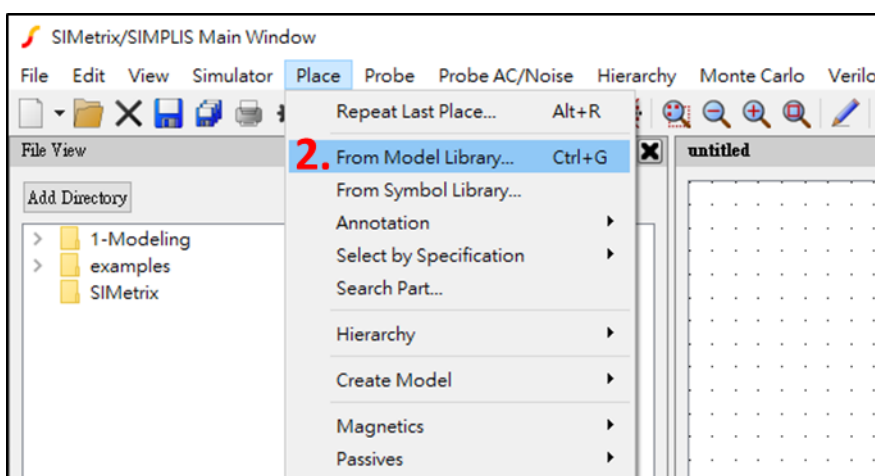 SIMetrix/SIMPLIS Main Window
File Edit View Simulator Place Probe Probe AC/Noise Hierarchy Monte Carlo Verilo
File View
Add Directory
1-Modeling
examples
SIMetrix
Repeat Last Place... Alt+R
2. From Model Library... Ctrl+G
From Symbol Library...
Annotation
Select by Specification
Search Part...
Hierarchy
Create Model
Magnetics
Passives
untitled